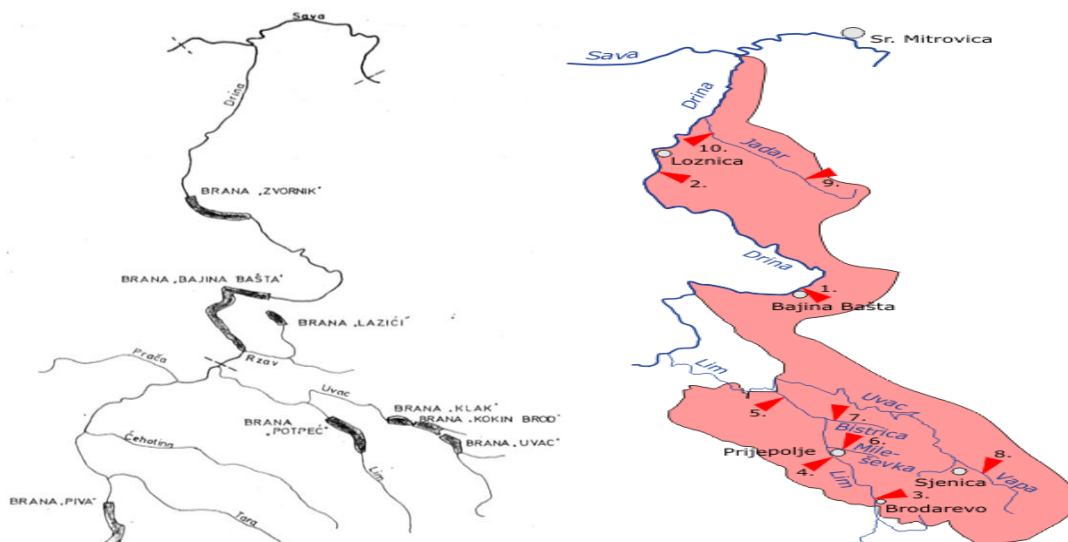 Sava
Drina
BRANA „ZVORNIK"
BRANA „BAJINA BAŠTA"
BRANA „LAZIĆI"
Rzav
Prača
Uvac
BRANA „KLAK"
BRANA „KOKIN BROD"
BRANA „POTPEĆ"
BRANA „UVAC"
Ćehotina
Lim
BRANA „PIVA"
Tara
Sr. Mitrovica
Sava
Drina
10.
Jadar
Loznica
2.
9.
Drina
1.
Bajina Bašta
Lim
Uvac
5.
7.
Bistrica
6.
Prijepolje
Mile-
ševka
8.
4.
Sjenica
Vapa
Lim
3.
Brodarevo